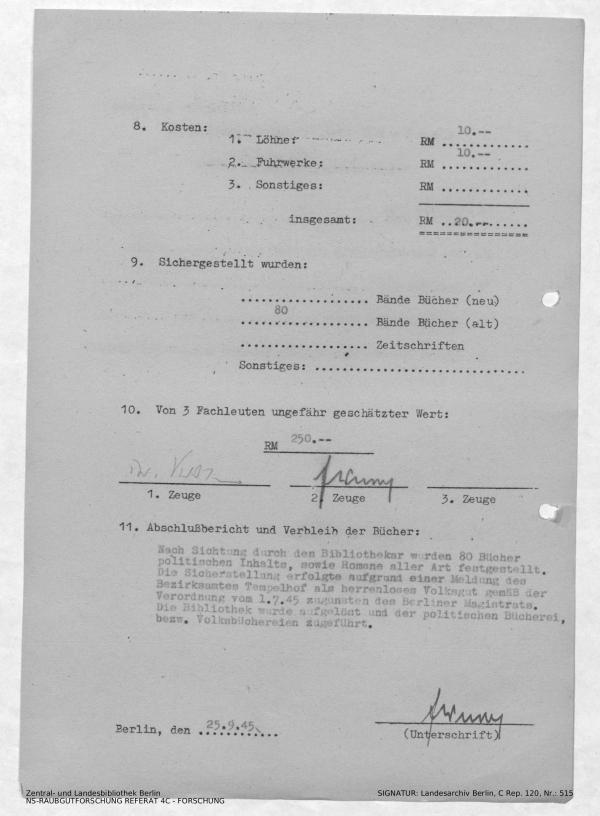 8. Kosten:
1. Löhne:
RM 10.--
2. Fuhrwerke:
RM 10.--
3. Sonstiges:
RM ............
insgesamt:
RM ..20.--......
================
9. Sichergestellt wurden:
................... Bände Bücher (neu)
80
................... Bände Bücher (alt)
................... Zeitschriften
Sonstiges: ...............................
10. Von 3 Fachleuten ungefähr geschätzter Wert:
RM 250.--
1. Zeuge 2. Zeuge 3. Zeuge
11. Abschlußbericht und Verbleib der Bücher:
Nach Sichtung durch den Bibliothekar wurden 80 Bücher
politischen Inhalts, sowie Romane aller Art festgestellt.
Die Sicherstellung erfolgte aufgrund einer Meldung des
Bezirksamtes Tempelhof als herrenloses Volksgut gemäß der
Verordnung vom 1.7.45 zugunsten des Berliner Magistrats.
Die Bibliothek wurde aufgelöst und der politischen Bücherei,
bezw. Volksbüchereien zugeführt.
Berlin, den 25.9.45
(Unterschrift)
Zentral- und Landesbibliothek Berlin
NS-RAUBGUTFORSCHUNG REFERAT 4C - FORSCHUNG
SIGNATUR: Landesarchiv Berlin, C Rep. 120, Nr.: 515